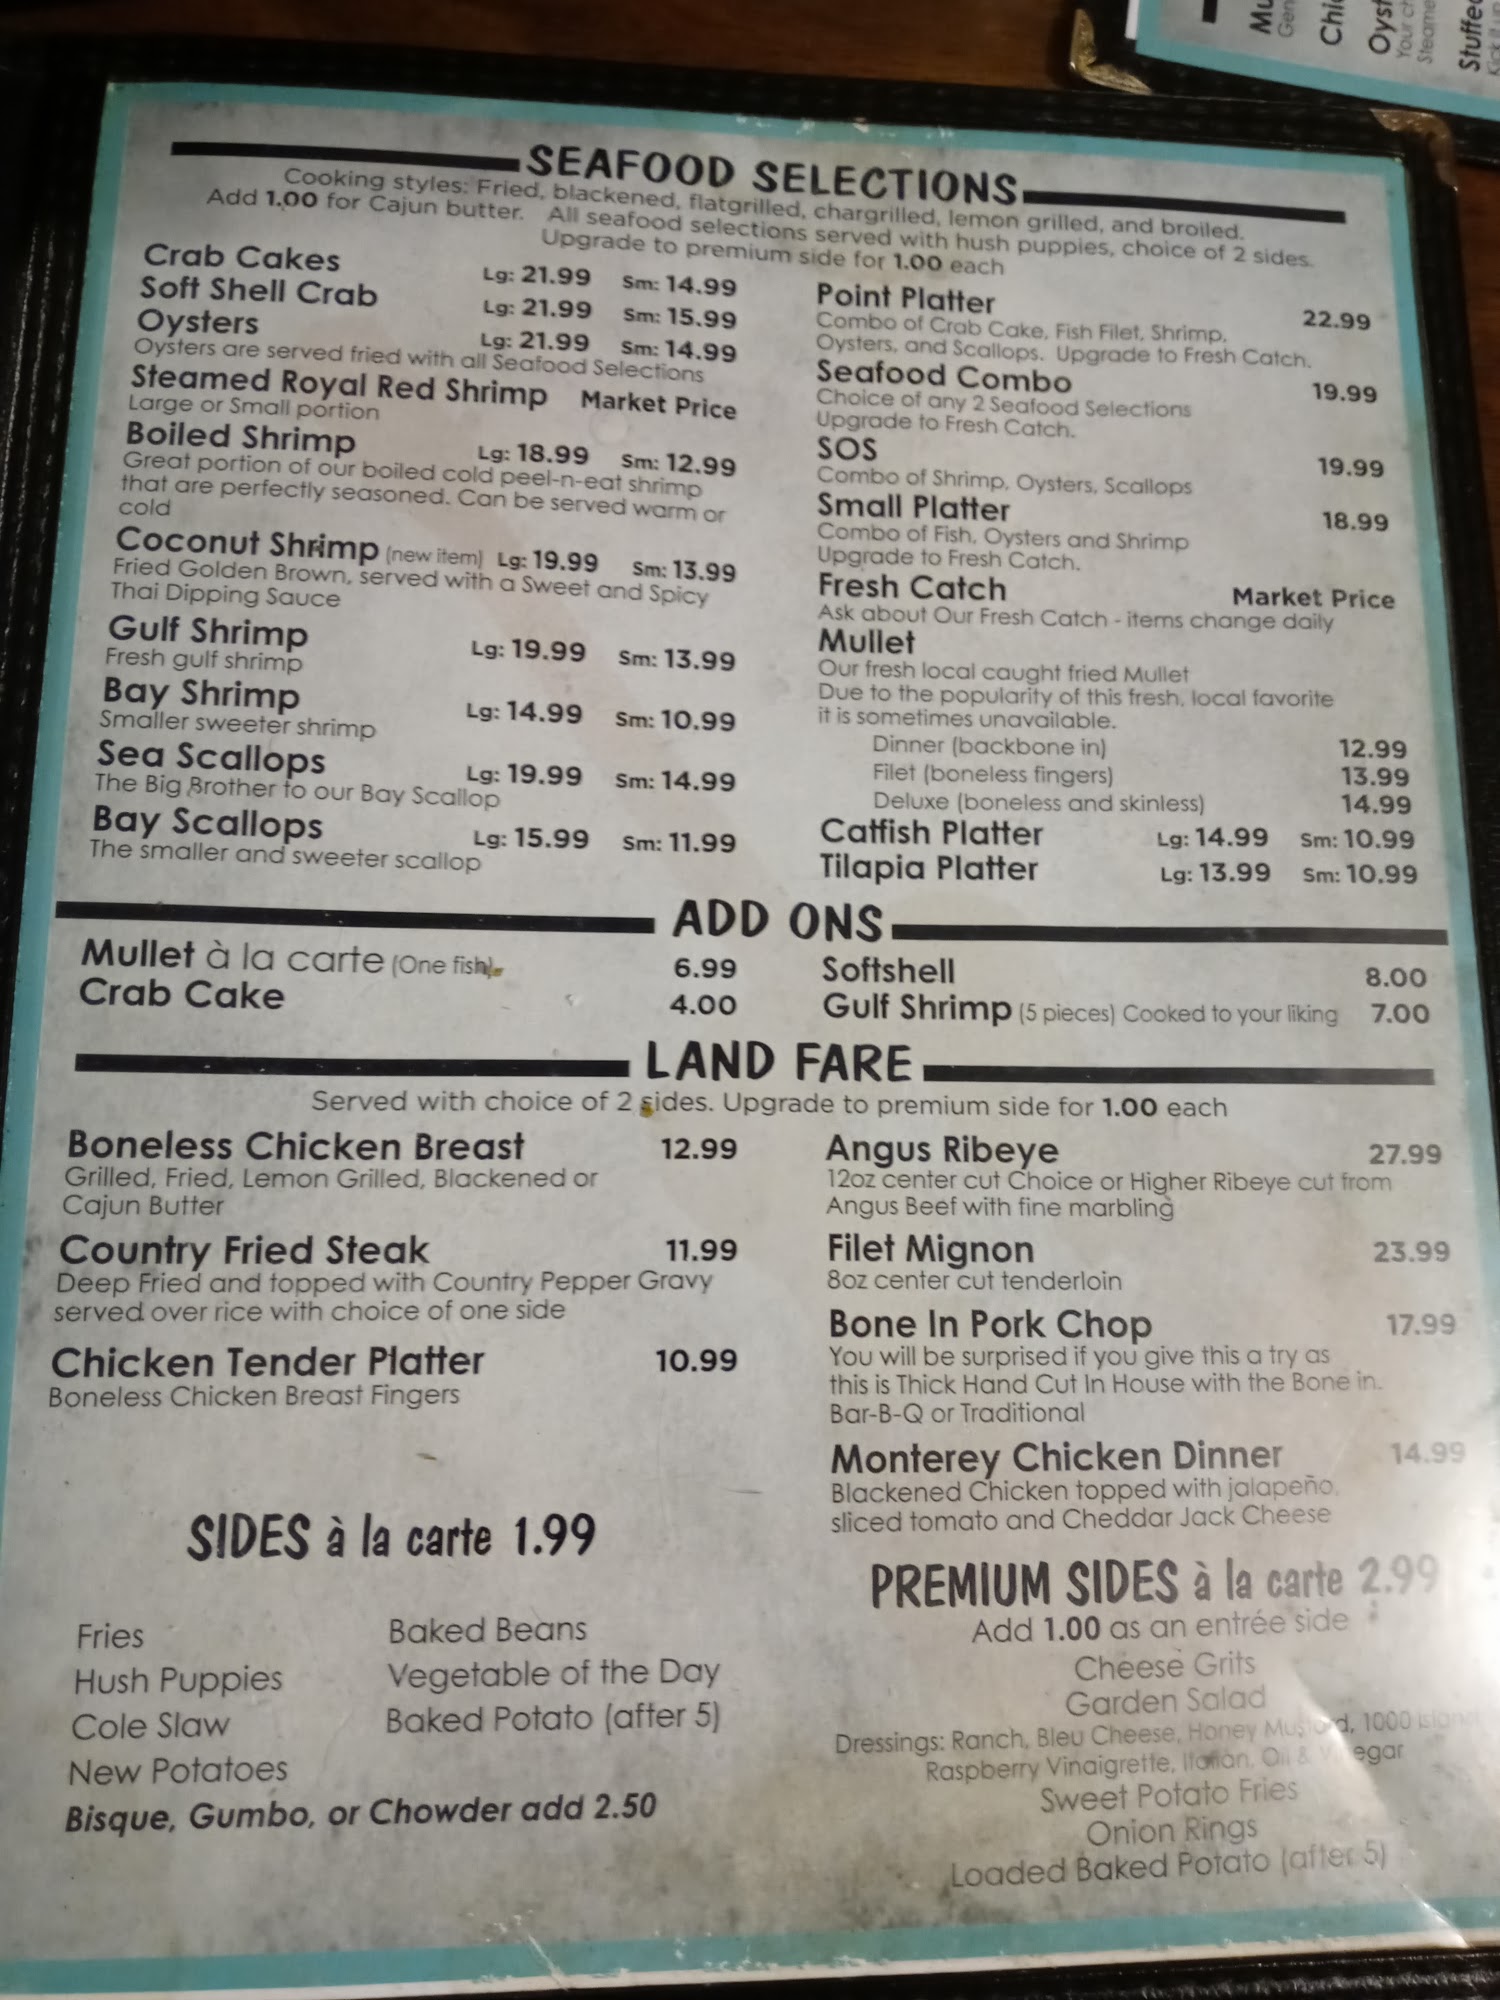 SEAFOOD SELECTIONS
Cooking styles: Fried, blackened, flatgrilled, chargrilled, lemon grilled, and broiled.
Add 1.00 for Cajun butter. All seafood selections served with hush puppies, choice of 2 sides.
Upgrade to premium side for 1.00 each
Crab Cakes Lg: 21.99 Sm: 14.99
Soft Shell Crab Lg: 21.99 Sm: 15.99
Oysters Lg: 21.99 Sm: 14.99
Oysters are served fried with all Seafood Selections
Steamed Royal Red Shrimp Market Price
Large or Small portion
Boiled Shrimp Lg: 18.99 Sm: 12.99
Great portion of our boiled cold peel-n-eat shrimp
that are perfectly seasoned. Can be served warm or
cold
Coconut Shrimp (new item) Lg: 19.99 Sm: 13.99
Fried Golden Brown, served with a Sweet and Spicy
Thai Dipping Sauce
Gulf Shrimp Lg: 19.99 Sm: 13.99
Fresh gulf shrimp
Bay Shrimp Lg: 14.99 Sm: 10.99
Smaller sweeter shrimp
Sea Scallops Lg: 19.99 Sm: 14.99
The Big Brother to our Bay Scallop
Bay Scallops Lg: 15.99 Sm: 11.99
The smaller and sweeter scallop
Point Platter 22.99
Combo of Crab Cake, Fish Filet, Shrimp,
Oysters, and Scallops. Upgrade to Fresh Catch.
Seafood Combo 19.99
Choice of any 2 Seafood Selections
Upgrade to Fresh Catch.
SOS 19.99
Combo of Shrimp, Oysters, Scallops
Small Platter 18.99
Combo of Fish, Oysters and Shrimp
Upgrade to Fresh Catch.
Fresh Catch Market Price
Ask about Our Fresh Catch - items change daily
Mullet
Our fresh local caught fried Mullet
Due to the popularity of this fresh, local favorite
it is sometimes unavailable.
Dinner (backbone in) 12.99
Filet (boneless fingers) 13.99
Deluxe (boneless and skinless) 14.99
Catfish Platter Lg: 14.99 Sm: 10.99
Tilapia Platter Lg: 13.99 Sm: 10.99
ADD ONS
Mullet à la carte (One fish) 6.99
Crab Cake 4.00
Softshell 8.00
Gulf Shrimp (5 pieces) Cooked to your liking 7.00
LAND FARE
Served with choice of 2 sides. Upgrade to premium side for 1.00 each
Boneless Chicken Breast 12.99
Grilled, Fried, Lemon Grilled, Blackened or
Cajun Butter
Country Fried Steak 11.99
Deep Fried and topped with Country Pepper Gravy
served over rice with choice of one side
Chicken Tender Platter 10.99
Boneless Chicken Breast Fingers
Angus Ribeye 27.99
12oz center cut Choice or Higher Ribeye cut from
Angus Beef with fine marbling
Filet Mignon 23.99
8oz center cut tenderloin
Bone In Pork Chop 17.99
You will be surprised if you give this a try as
this is Thick Hand Cut In House with the Bone in.
Bar-B-Q or Traditional
Monterey Chicken Dinner 14.99
Blackened Chicken topped with jalapeño,
sliced tomato and Cheddar Jack Cheese
SIDES à la carte 1.99
Fries
Hush Puppies
Cole Slaw
New Potatoes
Baked Beans
Vegetable of the Day
Baked Potato (after 5)
Bisque, Gumbo, or Chowder add 2.50
PREMIUM SIDES à la carte 2.99
Add 1.00 as an entrée side
Cheese Grits
Garden Salad
Dressings: Ranch, Bleu Cheese, Honey Mustard, 1000 Island
Raspberry Vinaigrette, Italian, Oil & Vinegar
Sweet Potato Fries
Onion Rings
Loaded Baked Potato (after 5)